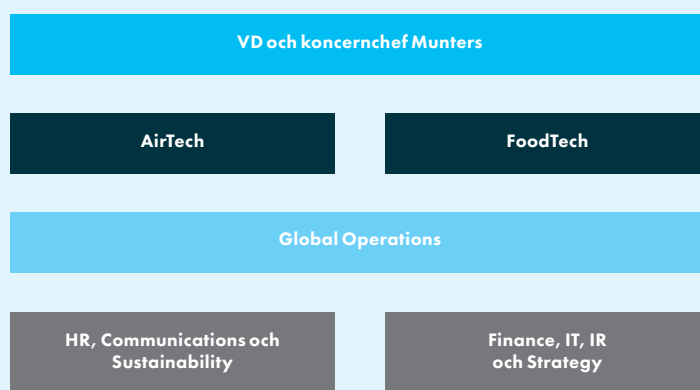 VD och koncernchef Munters
AirTech
FoodTech
Global Operations
HR, Communications och
Sustainability
Finance, IT, IR
och Strategy